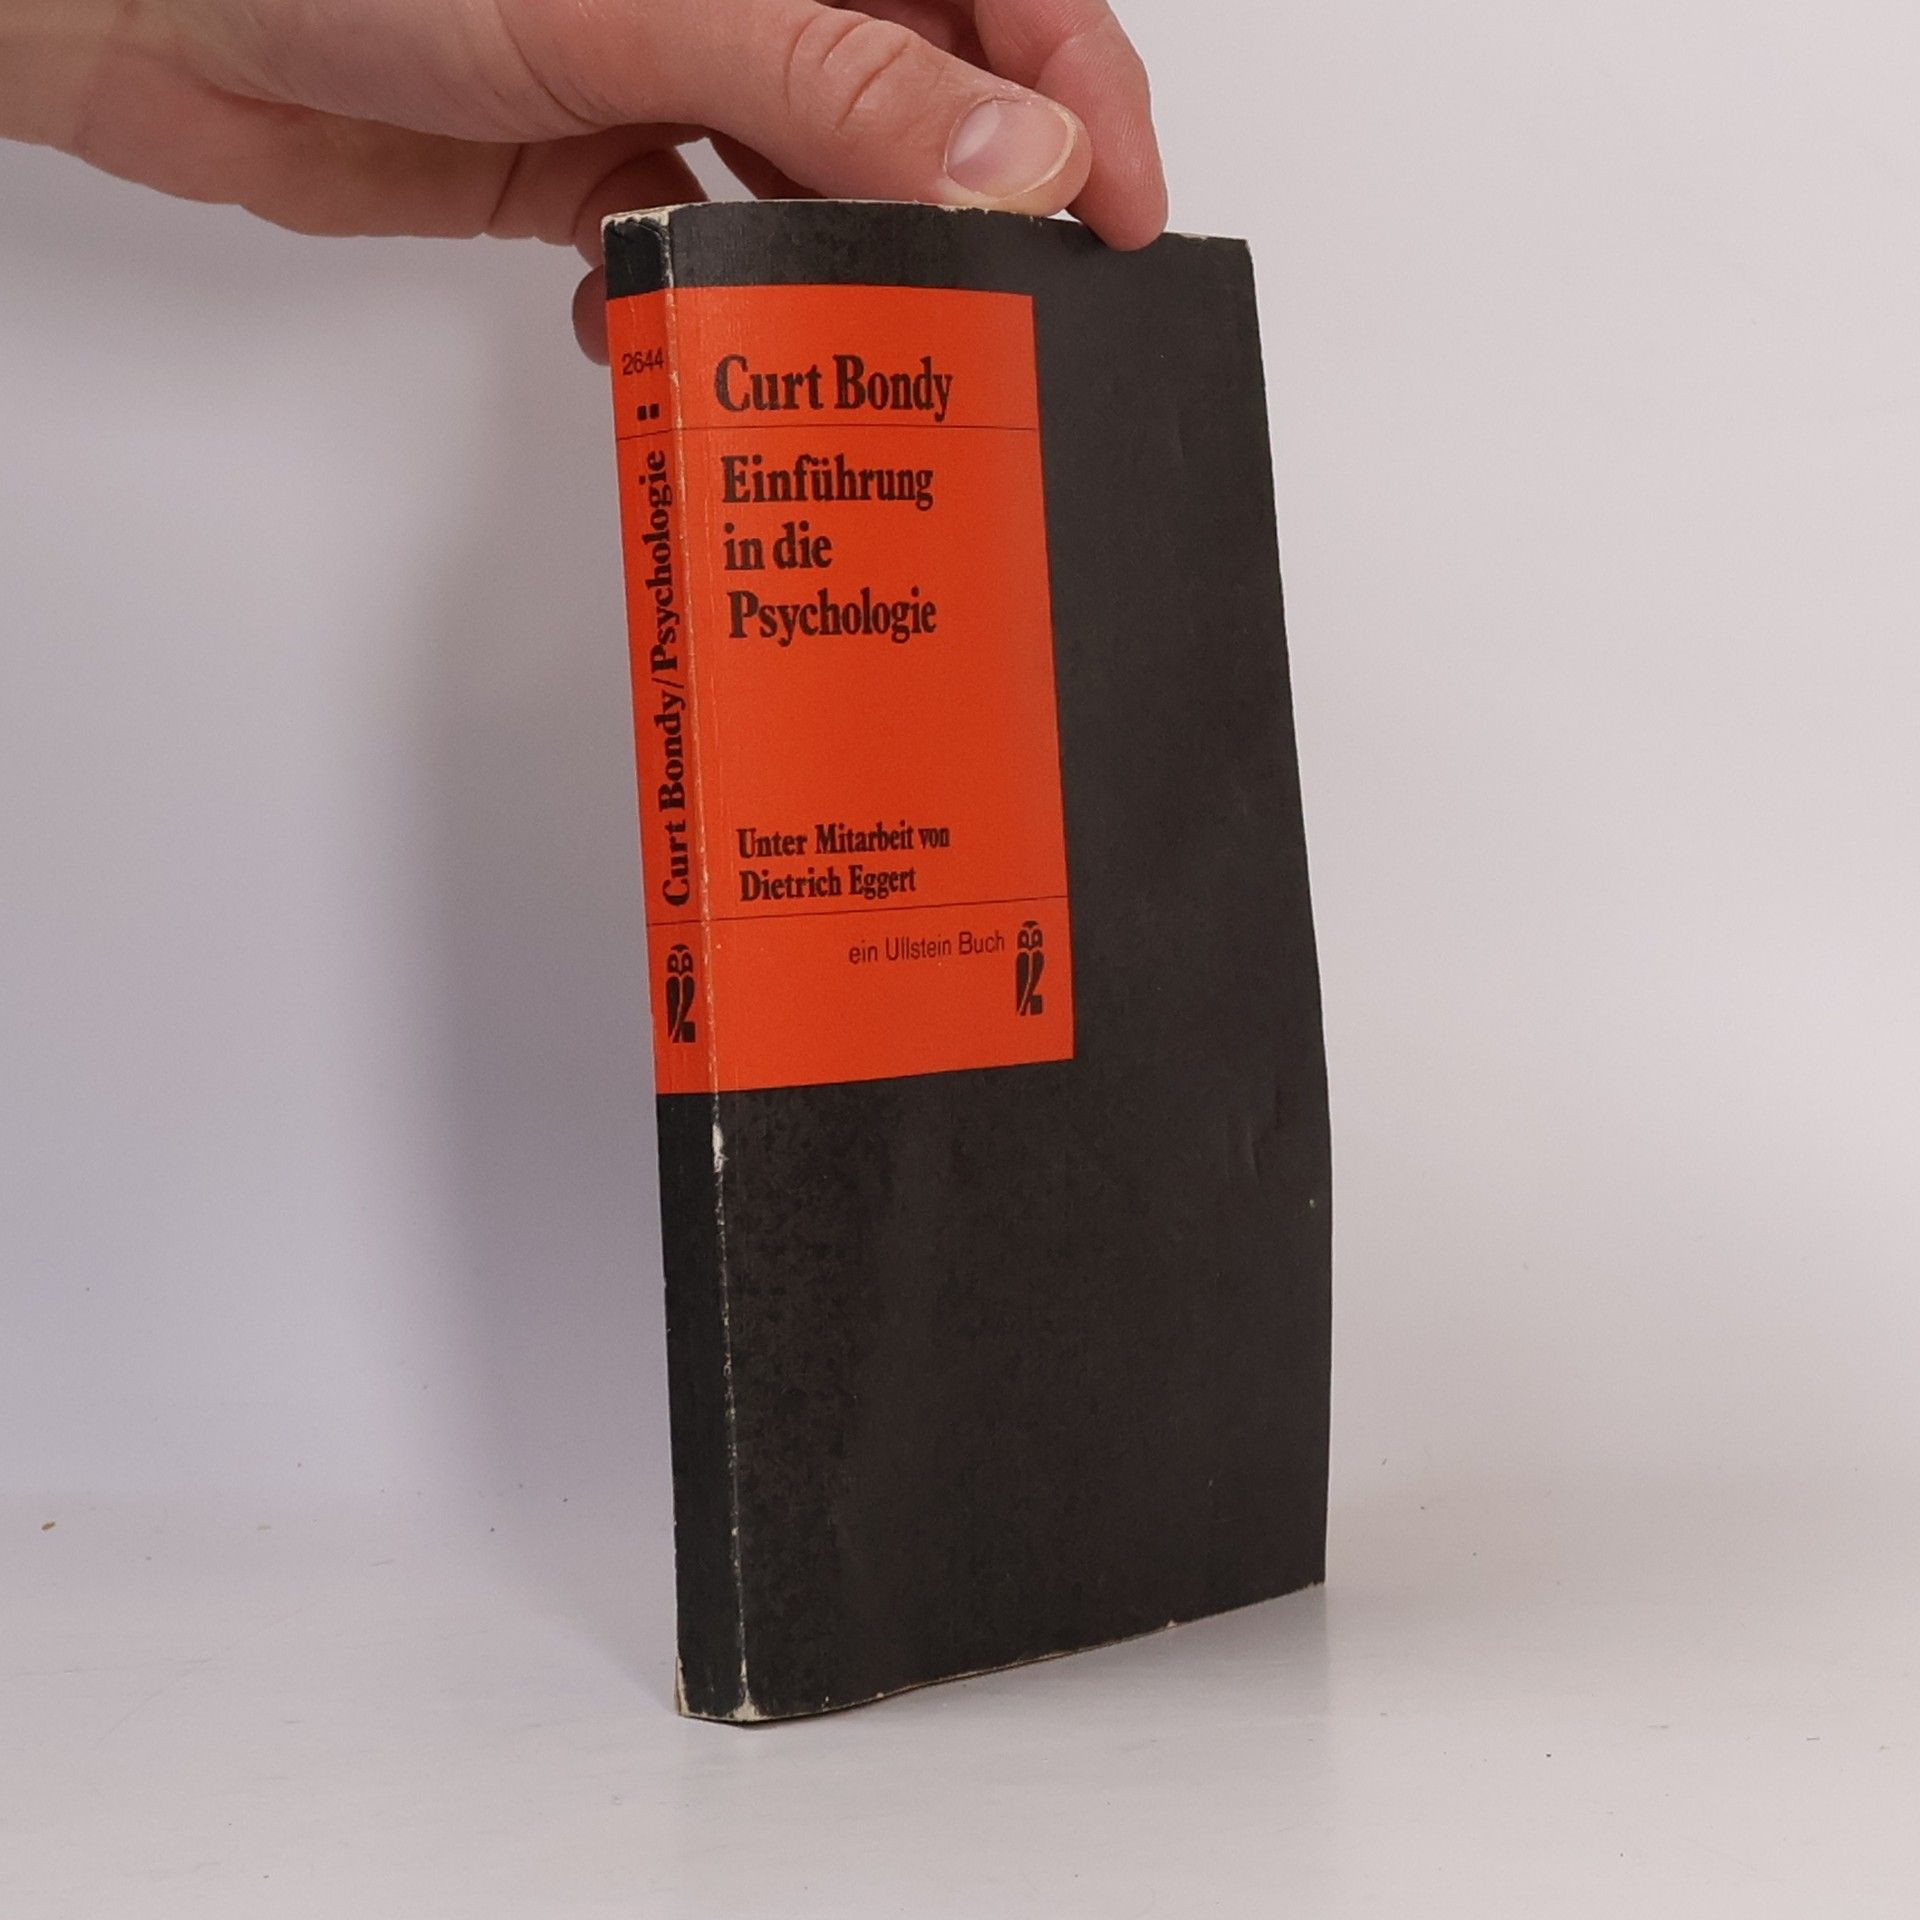 2644
Curt Bondy/Psychologie
Curt Bondy
Einführung
in die
Psychologie
Unter Mitarbeit von
Dietrich Eggert
ein Ullstein Buch